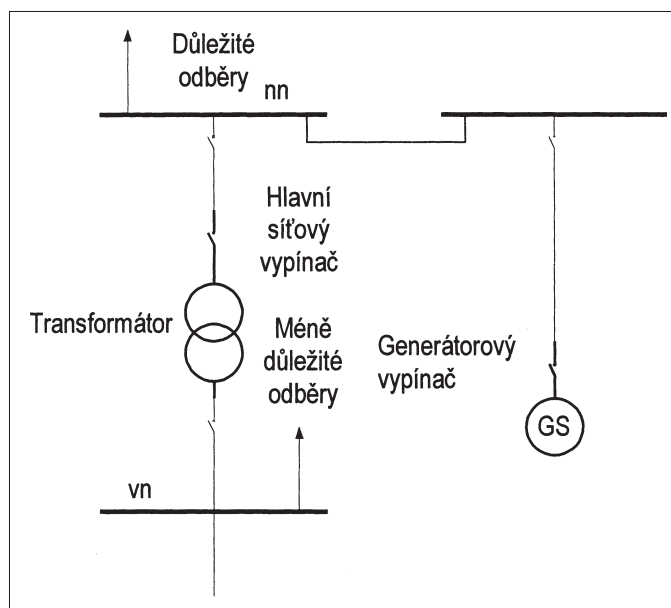 Důležité
odběry
nn
Hlavní
síťový
vypínač
Transformátor
Méně
důležité
odběry
Generátorový
vypínač
GS
vn